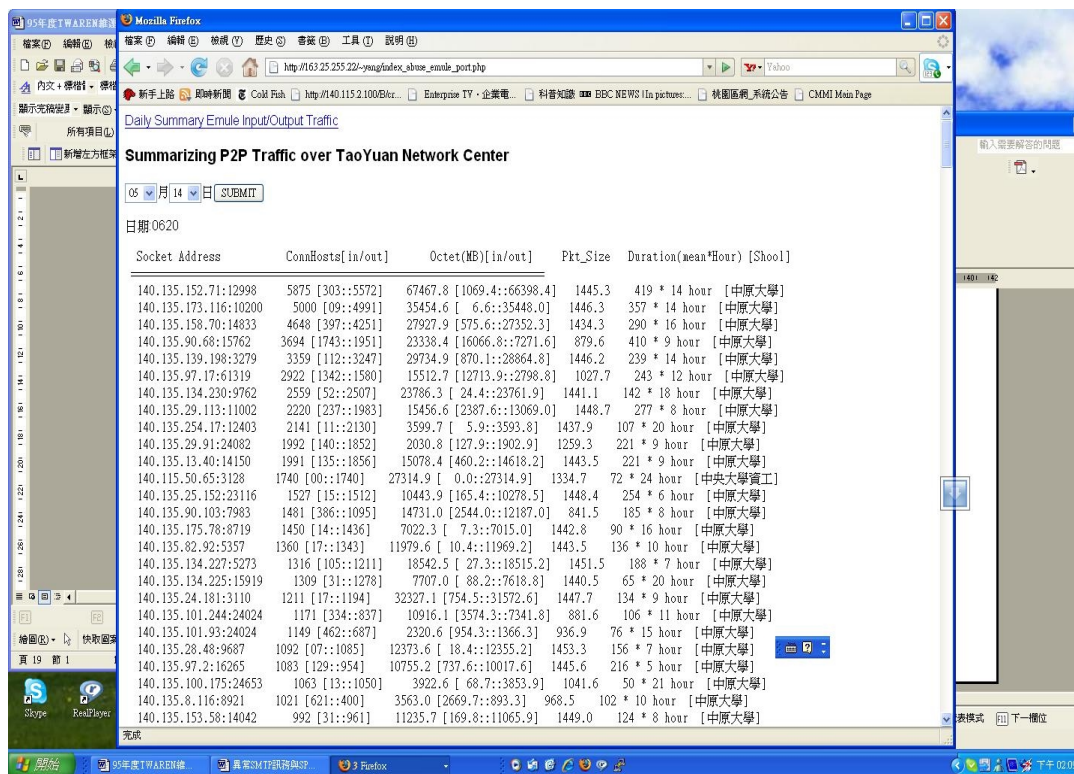 95年度TWAREN維
Mozilla Firefox
檔案(F) 編輯(E) 檢
檔案(F) 編輯(E) 檢視(V) 歷史(S) 書籤(B) 工具(T) 說明(H)
http://163.25.255.22/~yang/index_abuse_emule_port.php
Yahoo
內文+標楷
新手上路 即時新聞 Cold Fish http://140.115.2.100/B/cr... Enterprise TV・企業電... 科普知識 BBC NEWS | In pictures:... 桃園區網_系統公告 CMMI Main Page
顯示完稿後 顯示(S)
所有項目(L)
新增左方框架
輸入需要解答的問題
Daily Summary Emule Input/Output Traffic
Summarizing P2P Traffic over TaoYuan Network Center
05 月 14 日 SUBMIT
日期:0620
Socket Address ConnHosts[in/out] Octet(MB)[in/out] Pkt_Size Duration(mean*Hour) [Shool]
140.135.152.71:12998 5875 [303::5572] 67467.8 [1069.4::66398.4] 1445.3 419 * 14 hour [中原大學]
140.135.173.116:10200 5000 [09::4991] 35454.6 [ 6.6::35448.0] 1446.3 357 * 14 hour [中原大學]
140.135.158.70:14833 4648 [397::4251] 27927.9 [575.6::27352.3] 1434.3 290 * 16 hour [中原大學]
140.135.90.68:15762 3694 [1743::1951] 23338.4 [16066.8::7271.6] 879.6 410 * 9 hour [中原大學]
140.135.139.198:3279 3359 [112::3247] 29734.9 [870.1::28864.8] 1446.2 239 * 14 hour [中原大學]
140.135.97.17:61319 2922 [1342::1580] 15512.7 [12713.9::2798.8] 1027.7 243 * 12 hour [中原大學]
140.135.134.230:9762 2559 [52::2507] 23786.3 [ 24.4::23761.9] 1441.1 142 * 18 hour [中原大學]
140.135.29.113:11002 2220 [237::1983] 15456.6 [2387.6::13069.0] 1448.7 277 * 8 hour [中原大學]
140.135.254.17:12403 2141 [11::2130] 3599.7 [ 5.9::3593.8] 1437.9 107 * 20 hour [中原大學]
140.135.29.91:24082 1992 [140::1852] 2030.8 [127.9::1902.9] 1259.3 221 * 9 hour [中原大學]
140.135.13.40:14150 1991 [135::1856] 15078.4 [460.2::14618.2] 1443.5 221 * 9 hour [中原大學]
140.115.50.65:3128 1740 [00::1740] 27314.9 [ 0.0::27314.9] 1334.7 72 * 24 hour [中央大學資工]
140.135.25.152:23116 1527 [15::1512] 10443.9 [165.4::10278.5] 1448.4 254 * 6 hour [中原大學]
140.135.90.103:7983 1481 [386::1095] 14731.0 [2544.0::12187.0] 841.5 185 * 8 hour [中原大學]
140.135.175.78:8719 1450 [14::1436] 7022.3 [ 7.3::7015.0] 1442.8 90 * 16 hour [中原大學]
140.135.82.92:5357 1360 [17::1343] 11979.6 [ 10.4::11969.2] 1443.5 136 * 10 hour [中原大學]
140.135.134.227:5273 1316 [105::1211] 18542.5 [ 27.3::18515.2] 1451.5 188 * 7 hour [中原大學]
140.135.134.225:15919 1309 [31::1278] 7707.0 [ 88.2::7618.8] 1440.5 65 * 20 hour [中原大學]
140.135.24.181:3110 1211 [17::1194] 32327.1 [754.5::31572.6] 1447.7 134 * 9 hour [中原大學]
140.135.101.244:24024 1171 [334::837] 10916.1 [3574.3::7341.8] 881.6 106 * 11 hour [中原大學]
140.135.101.93:24024 1149 [462::687] 2320.6 [954.3::1366.3] 936.9 76 * 15 hour [中原大學]
140.135.28.48:9687 1092 [07::1085] 12373.6 [ 18.4::12355.2] 1453.3 156 * 7 hour [中原大學]
140.135.97.2:16265 1083 [129::954] 10755.2 [737.6::10017.6] 1445.6 216 * 5 hour [中原大學]
140.135.100.175:24653 1063 [13::1050] 3922.6 [ 68.7::3853.9] 1041.6 50 * 21 hour [中原大學]
140.135.8.116:8921 1021 [621::400] 3563.0 [2669.7::893.3] 968.5 102 * 10 hour [中原大學]
140.135.153.58:14042 992 [31::961] 11235.7 [169.8::11065.9] 1449.0 124 * 8 hour [中原大學]
完成
繪圖(R) 快取圖案
頁 19 節 1
表模式 F11 下一欄位
Skype RealPlayer
開始 95年度TWAREN維... 異常SMTP訊務與SP... 3 Firefox 下午 02:05